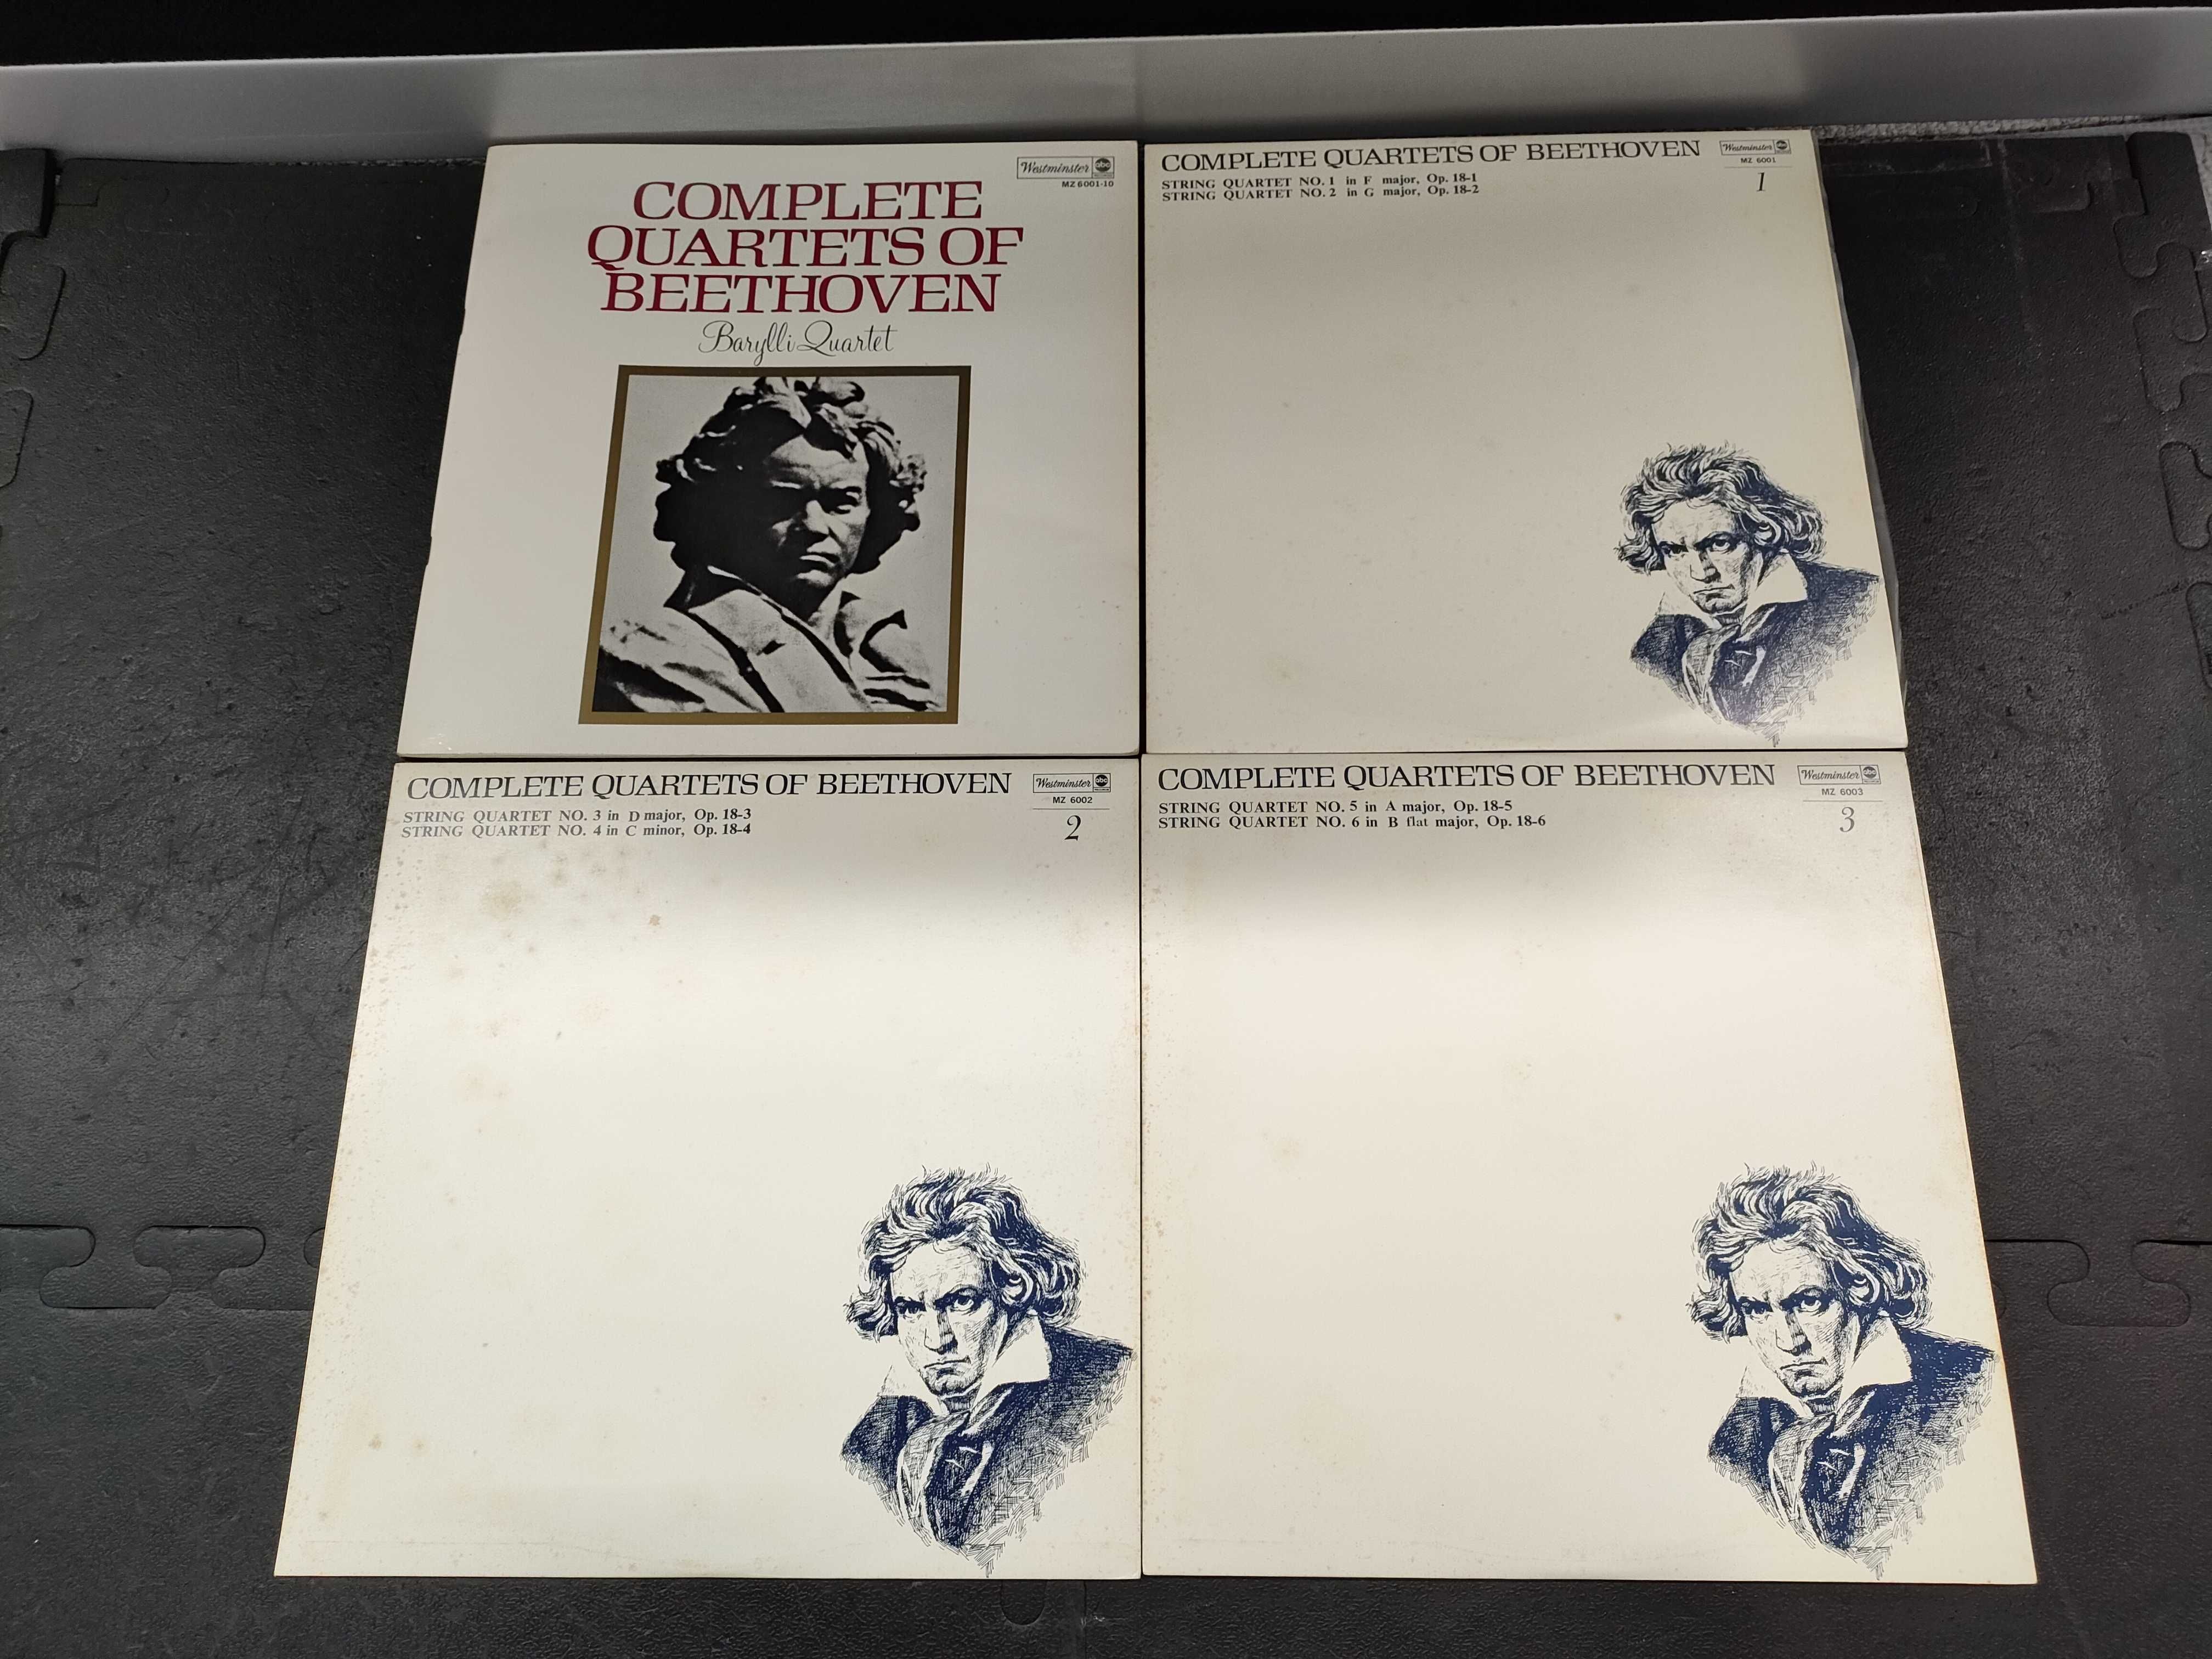 Westminster abc
MZ 6001-10
COMPLETE
QUARTETS OF
BEETHOVEN
Barylli Quartet
COMPLETE QUARTETS OF BEETHOVEN
Westminster abc
MZ 6001
1
STRING QUARTET NO. 1 in F major, Op. 18-1
STRING QUARTET NO. 2 in G major, Op. 18-2
COMPLETE QUARTETS OF BEETHOVEN
Westminster abc
MZ 6002
2
STRING QUARTET NO. 3 in D major, Op. 18-3
STRING QUARTET NO. 4 in C minor, Op. 18-4
COMPLETE QUARTETS OF BEETHOVEN
Westminster abc
MZ 6003
3
STRING QUARTET NO. 5 in A major, Op. 18-5
STRING QUARTET NO. 6 in B flat major, Op. 18-6